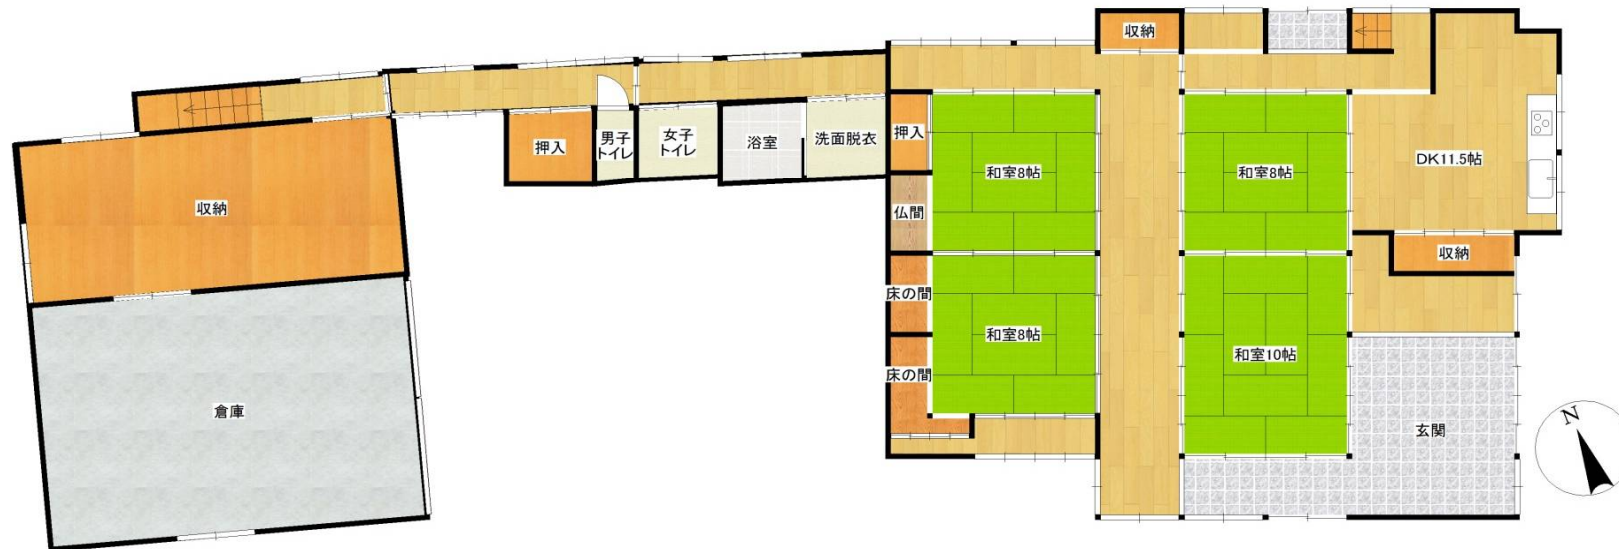 収納
押入
男子
トイレ
女子
トイレ
浴室
洗面脱衣
押入
和室8帖
和室8帖
DK11.5帖
収納
仏間
収納
床の間
和室8帖
床の間
和室10帖
倉庫
玄関
N